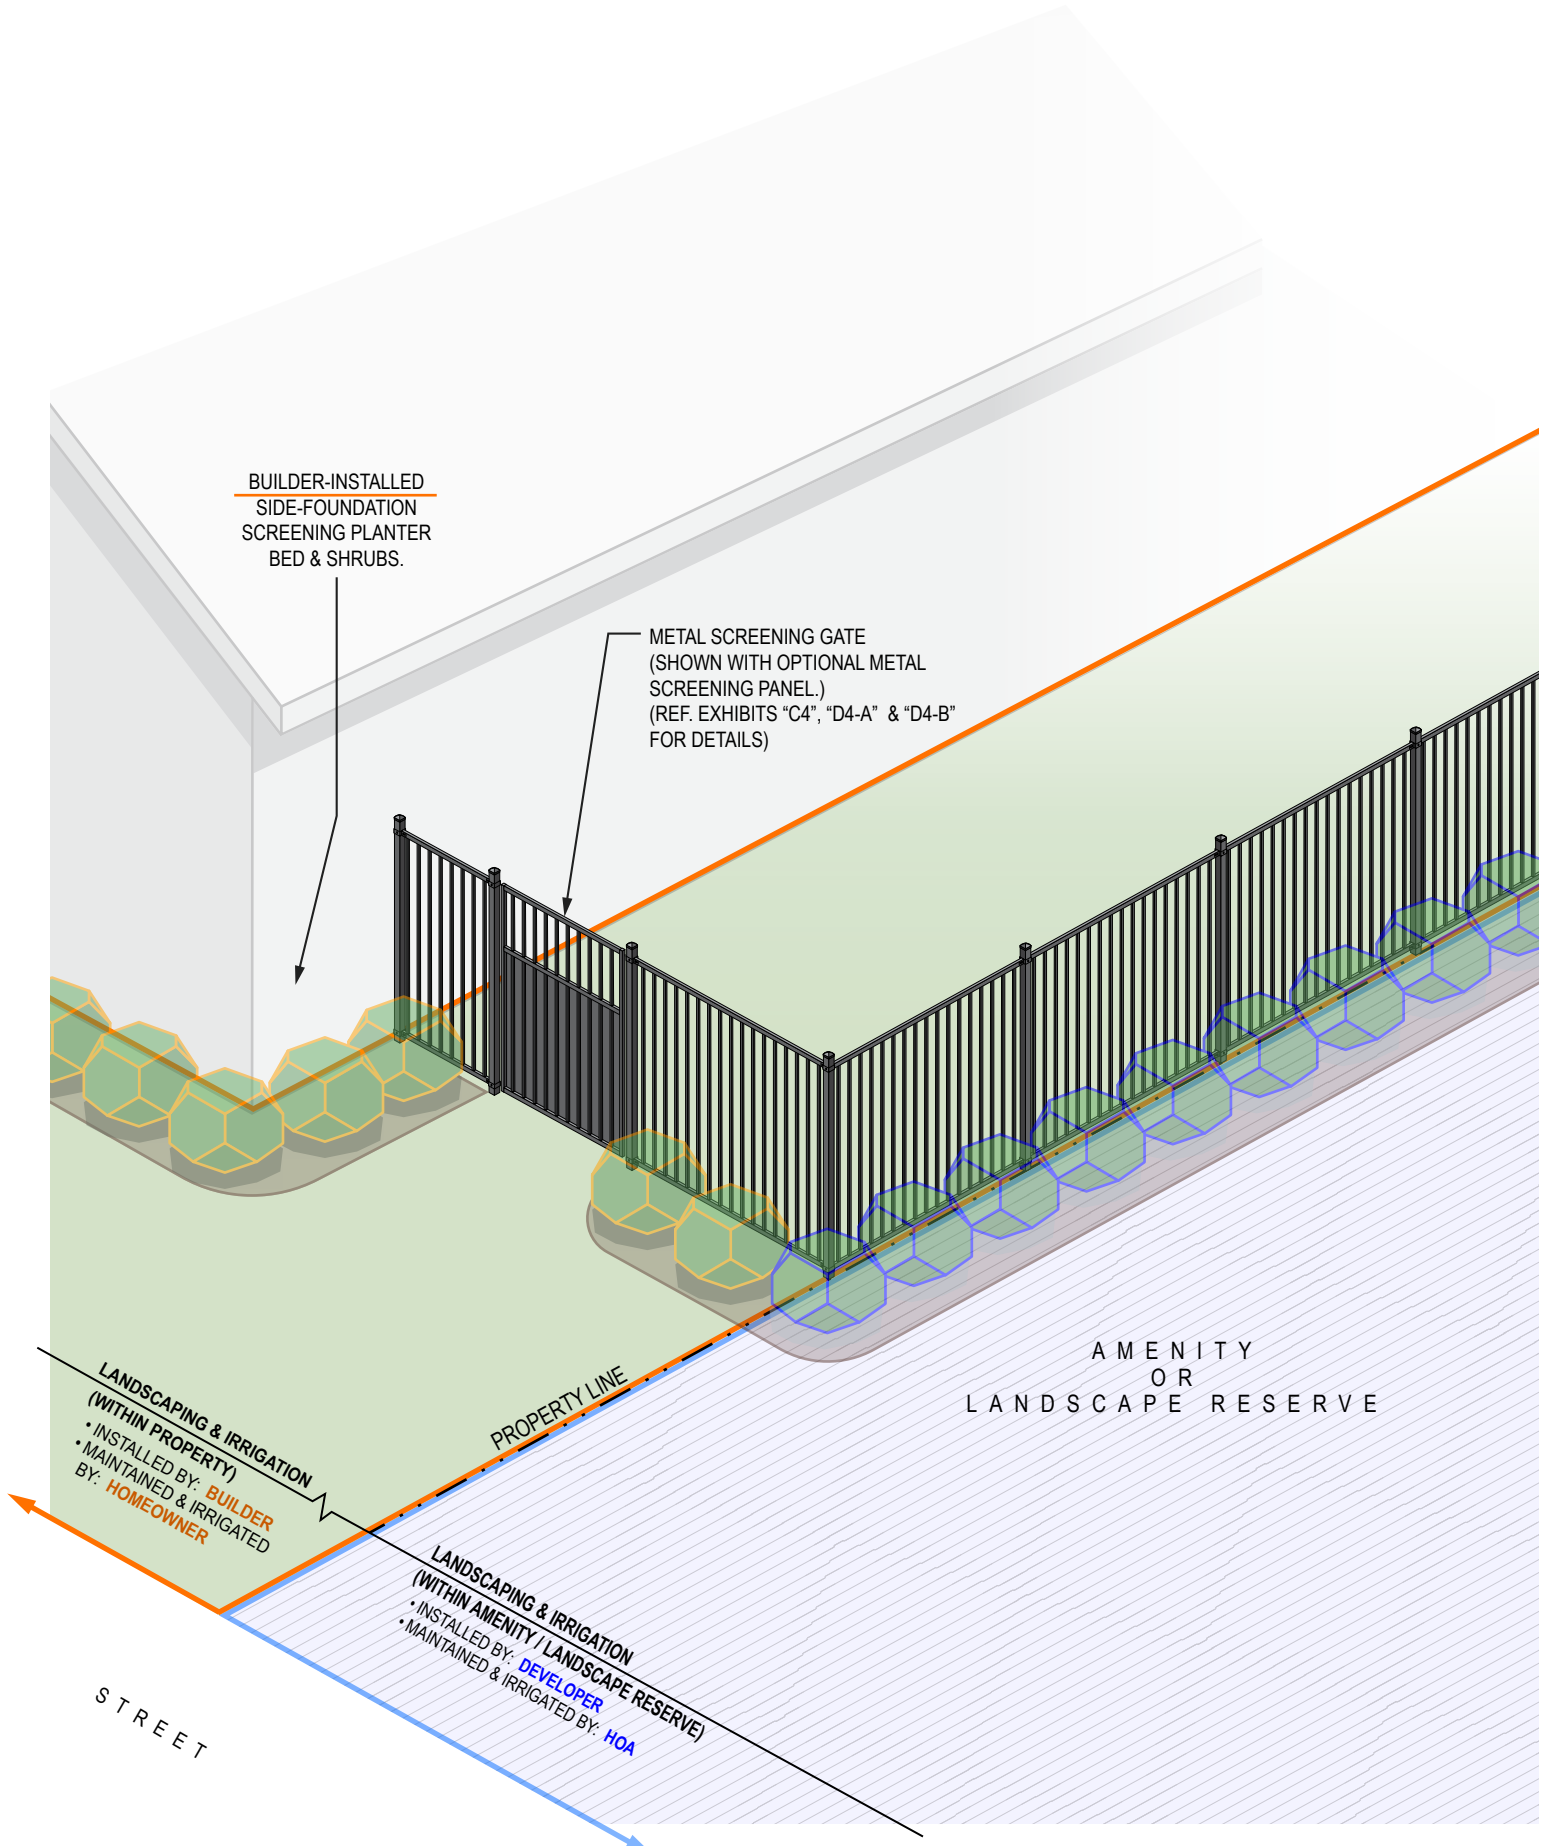 BUILDER-INSTALLED
SIDE-FOUNDATION
SCREENING PLANTER
BED & SHRUBS.
METAL SCREENING GATE
(SHOWN WITH OPTIONAL METAL
SCREENING PANEL.)
(REF. EXHIBITS “C4”, “D4-A” & “D4-B”
FOR DETAILS)
AMENITY
OR
LANDSCAPE RESERVE
PROPERTY LINE
LANDSCAPING & IRRIGATION
(WITHIN PROPERTY)
• INSTALLED BY: BUILDER
• MAINTAINED & IRRIGATED
BY: HOMEOWNER
LANDSCAPING & IRRIGATION
(WITHIN AMENITY / LANDSCAPE RESERVE)
• INSTALLED BY: DEVELOPER
• MAINTAINED & IRRIGATED BY: HOA
STREET